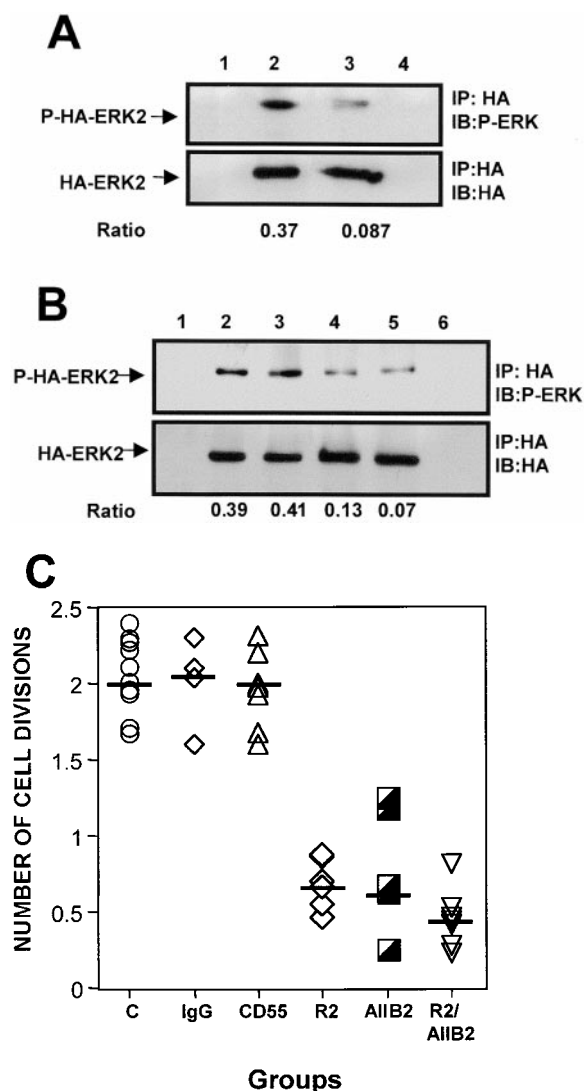 A
1 2 3 4
P-HA-ERK2
IP: HA
IB:P-ERK
HA-ERK2
IP:HA
IB:HA
Ratio 0.37 0.087
B
1 2 3 4 5 6
P-HA-ERK2
IP: HA
IB:P-ERK
HA-ERK2
IP:HA
IB:HA
Ratio 0.39 0.41 0.13 0.07
C
NUMBER OF CELL DIVISIONS
2.5
2
1.5
1
0.5
0
C IgG CD55 R2 AIIB2 R2/
AIIB2
Groups